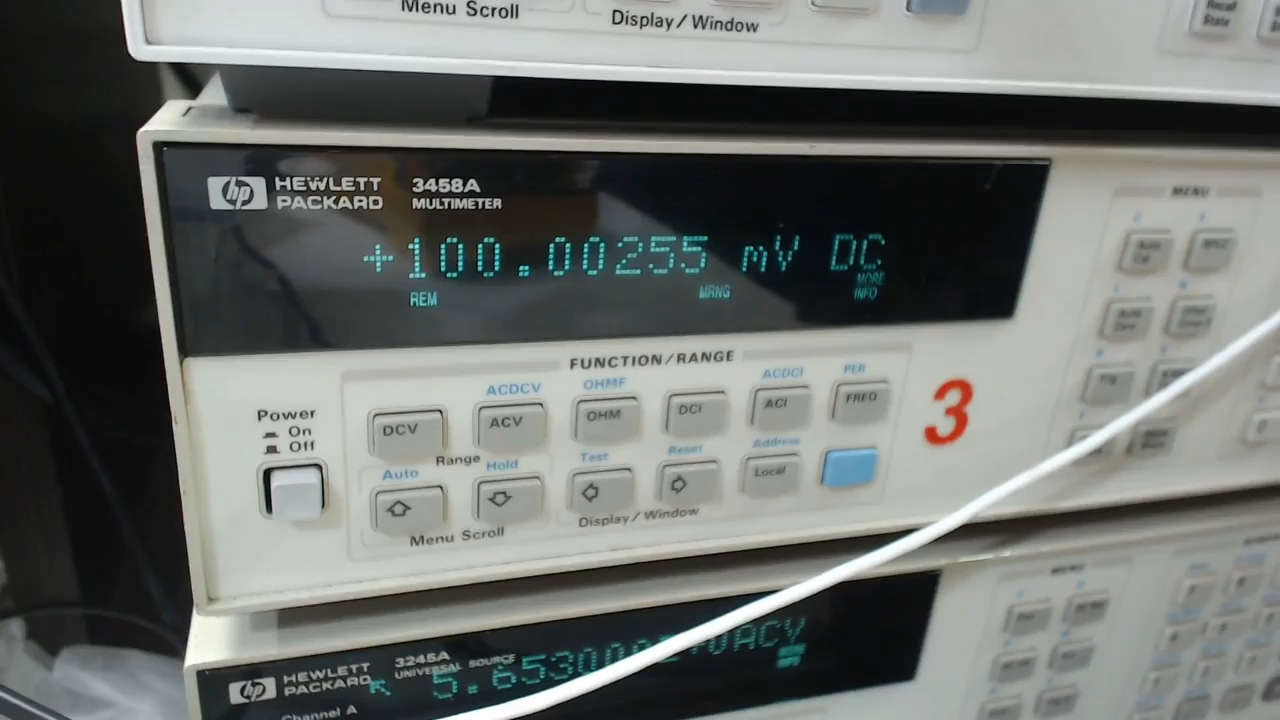 Menu Scroll
Display/Window
Recall
State
hp HEWLETT PACKARD
3458A
MULTIMETER
+100.00255 mV DC
REM
MRNG
MORE
INFO
FUNCTION/RANGE
MENU
Power
On
Off
ACDCV
OHMF
ACDCI
PER
DCV
ACV
OHM
DCI
ACI
FREQ
3
Auto
Range
Hold
Test
Reset
Address
Local
Menu Scroll
Display/Window
hp HEWLETT PACKARD
3245A
UNIVERSAL SOURCE
Channel A
MENU